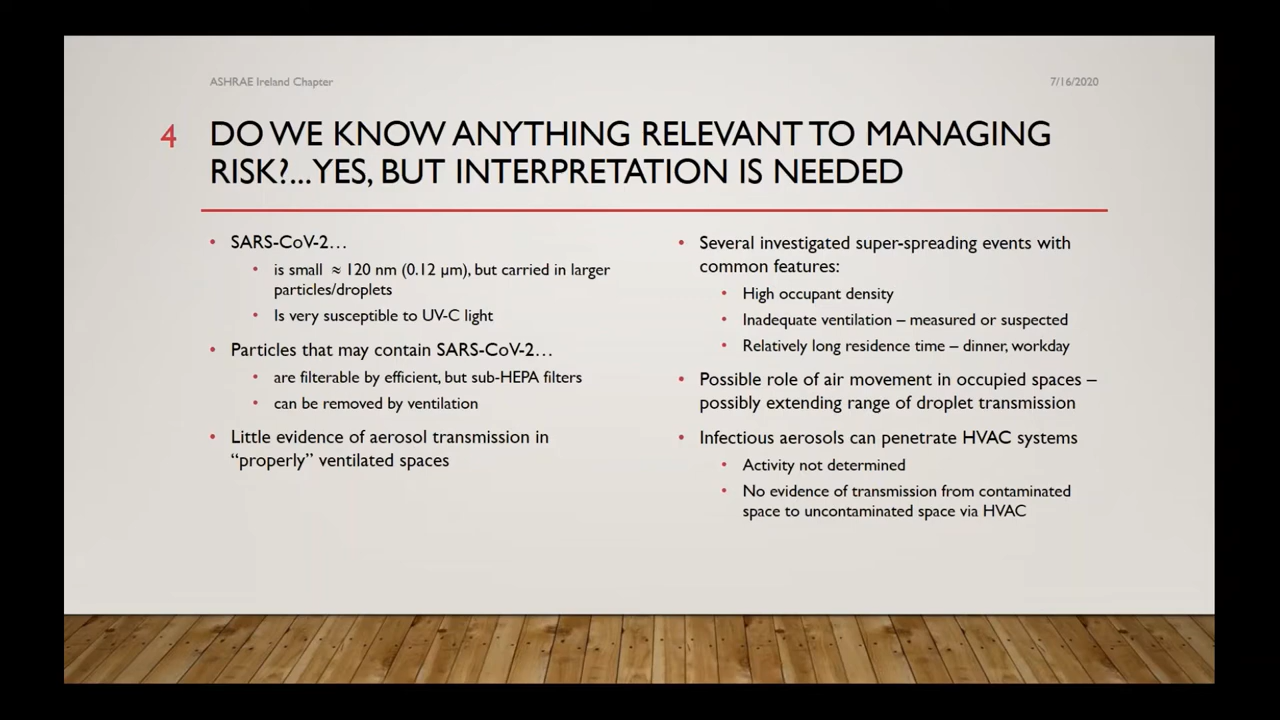 ASHRAE Ireland Chapter
7/16/2020
4
DO WE KNOW ANYTHING RELEVANT TO MANAGING
RISK?...YES, BUT INTERPRETATION IS NEEDED
• SARS-CoV-2…
• is small ≈ 120 nm (0.12 µm), but carried in larger
particles/droplets
• Is very susceptible to UV-C light
• Particles that may contain SARS-CoV-2…
• are filterable by efficient, but sub-HEPA filters
• can be removed by ventilation
• Little evidence of aerosol transmission in
“properly” ventilated spaces
• Several investigated super-spreading events with
common features:
• High occupant density
• Inadequate ventilation – measured or suspected
• Relatively long residence time – dinner, workday
• Possible role of air movement in occupied spaces –
possibly extending range of droplet transmission
• Infectious aerosols can penetrate HVAC systems
• Activity not determined
• No evidence of transmission from contaminated
space to uncontaminated space via HVAC